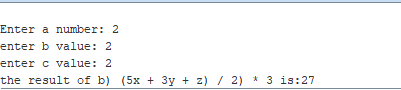 Enter a number: 2
enter b value: 2
enter c value: 2
the result of b) (5x + 3y + z) / 2) * 3 is:27